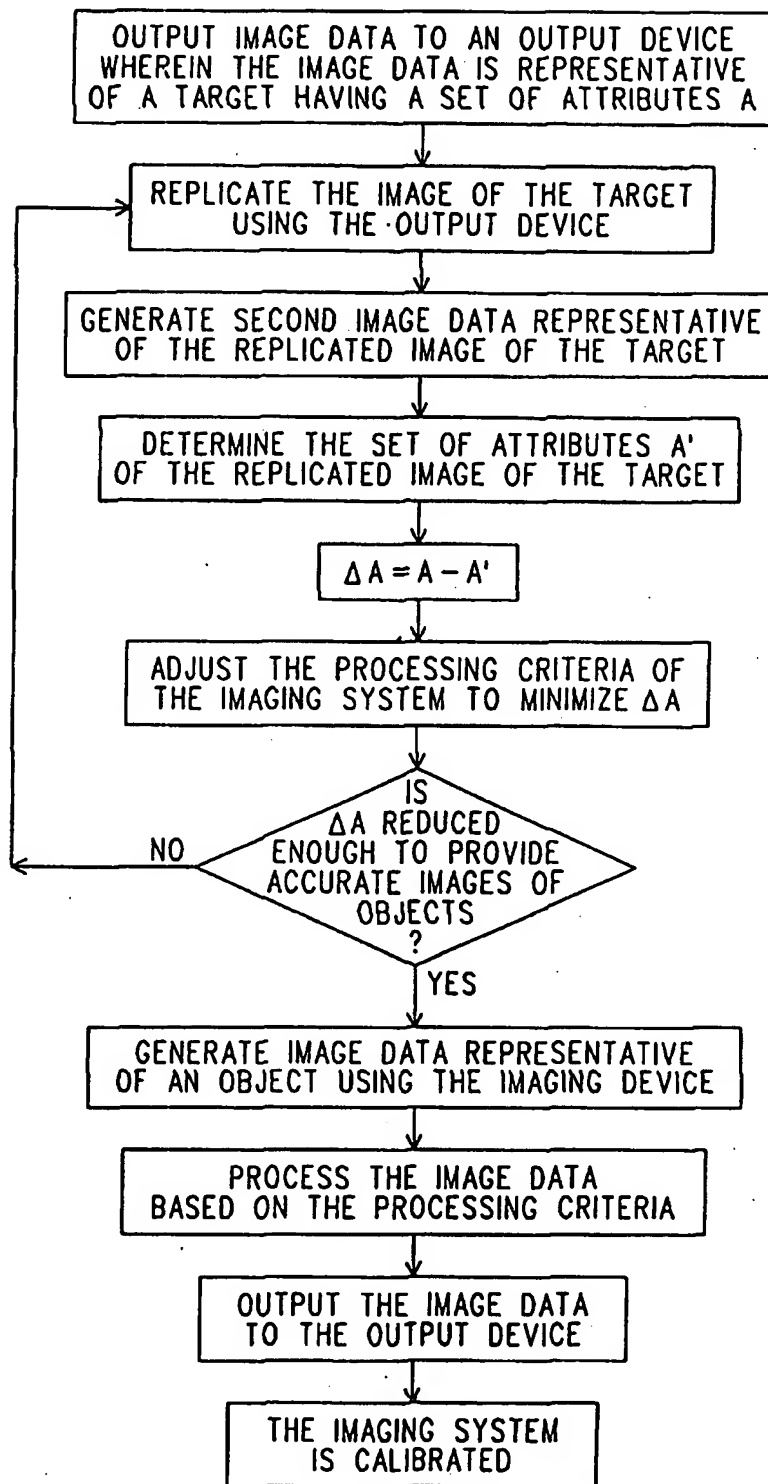 OUTPUT IMAGE DATA TO AN OUTPUT DEVICE
WHEREIN THE IMAGE DATA IS REPRESENTATIVE
OF A TARGET HAVING A SET OF ATTRIBUTES A
REPLICATE THE IMAGE OF THE TARGET
USING THE OUTPUT DEVICE
GENERATE SECOND IMAGE DATA REPRESENTATIVE
OF THE REPLICATED IMAGE OF THE TARGET
DETERMINE THE SET OF ATTRIBUTES A'
OF THE REPLICATED IMAGE OF THE TARGET
Δ A = A - A'
ADJUST THE PROCESSING CRITERIA OF
THE IMAGING SYSTEM TO MINIMIZE Δ A
IS
ΔA REDUCED
ENOUGH TO PROVIDE
ACCURATE IMAGES OF
OBJECTS
?
NO
YES
GENERATE IMAGE DATA REPRESENTATIVE
OF AN OBJECT USING THE IMAGING DEVICE
PROCESS THE IMAGE DATA
BASED ON THE PROCESSING CRITERIA
OUTPUT THE IMAGE DATA
TO THE OUTPUT DEVICE
THE IMAGING SYSTEM
IS CALIBRATED